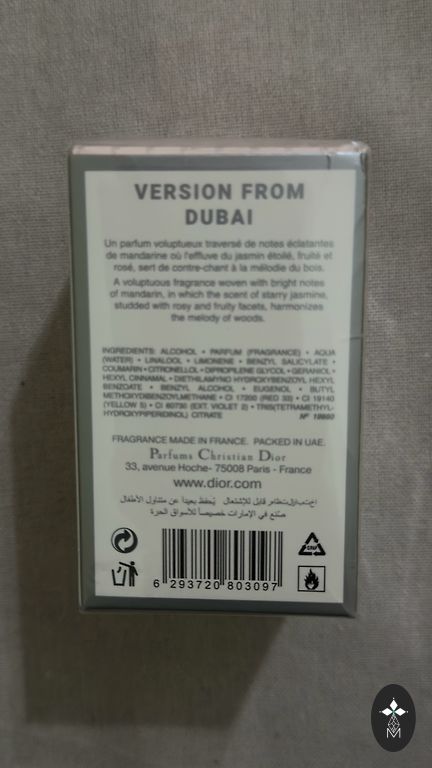 VERSION FROM
DUBAI
Un parfum voluptueux traversé de notes éclatantes
de mandarine où l'effluve du jasmin étoilé, fruité et
rosé, sert de contre-chant à la mélodie du bois.
A voluptuous fragrance woven with bright notes
of mandarin, in which the scent of starry jasmine,
studded with rosy and fruity facets, harmonizes
the melody of woods.
INGREDIENTS: ALCOHOL • PARFUM (FRAGRANCE) • AQUA
(WATER) • LINALOOL • LIMONENE • BENZYL SALICYLATE •
COUMARIN • CITRONELLOL • DIPROPYLENE GLYCOL • GERANIOL •
HEXYL CINNAMAL • DIETHYLAMYNO HYDROXYBENZOYL HEXYL
BENZOATE • BENZYL ALCOHOL • EUGENOL • BUTYL
METHOXYDIBENZOYLMETHANE • CI 17200 (RED 33) • CI 19140
(YELLOW 5) • CI 60730 (EXT. VIOLET 2) • TRIS(TETRAMETHYL-
HYDROXYPIPERIDINOL) CITRATE N° 19880
FRAGRANCE MADE IN FRANCE. PACKED IN UAE.
Parfums Christian Dior
33, avenue Hoche- 75008 Paris - France
www.dior.com
قابل للإشتعال يُحفظ بعيداً عن متناول الأطفال
صُنع في الإمارات خصيصاً للأسواق الحرة
6 293720 803097
M